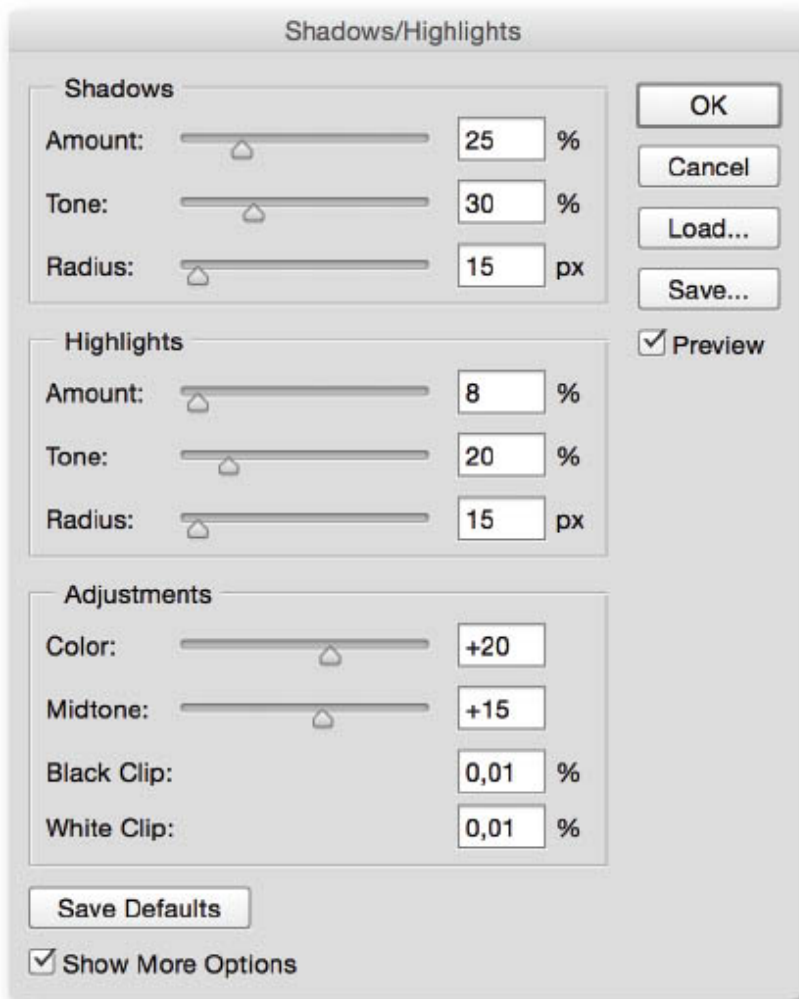 Shadows/Highlights
Shadows
Amount: 25 %
Tone: 30 %
Radius: 15 px
Highlights
Amount: 8 %
Tone: 20 %
Radius: 15 px
Adjustments
Color: +20
Midtone: +15
Black Clip: 0,01 %
White Clip: 0,01 %
Save Defaults
Show More Options
OK
Cancel
Load...
Save...
Preview